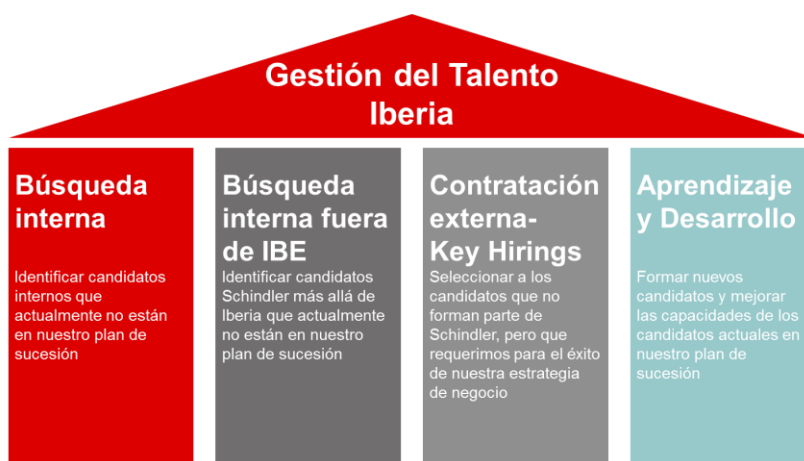 Gestión del Talento
Iberia
Búsqueda
interna
Identificar candidatos
internos que
actualmente no están
en nuestro plan de
sucesión
Búsqueda
interna fuera
de IBE
Identificar candidatos
Schindler más allá de
Iberia que actualmente
no están en nuestro
plan de sucesión
Contratación
externa-
Key Hirings
Seleccionar a los
candidatos que no
forman parte de
Schindler, pero que
requerimos para el éxito
de nuestra estrategia
de negocio
Aprendizaje
y Desarrollo
Formar nuevos
candidatos y mejorar
las capacidades de los
candidatos actuales en
nuestro plan de
sucesión